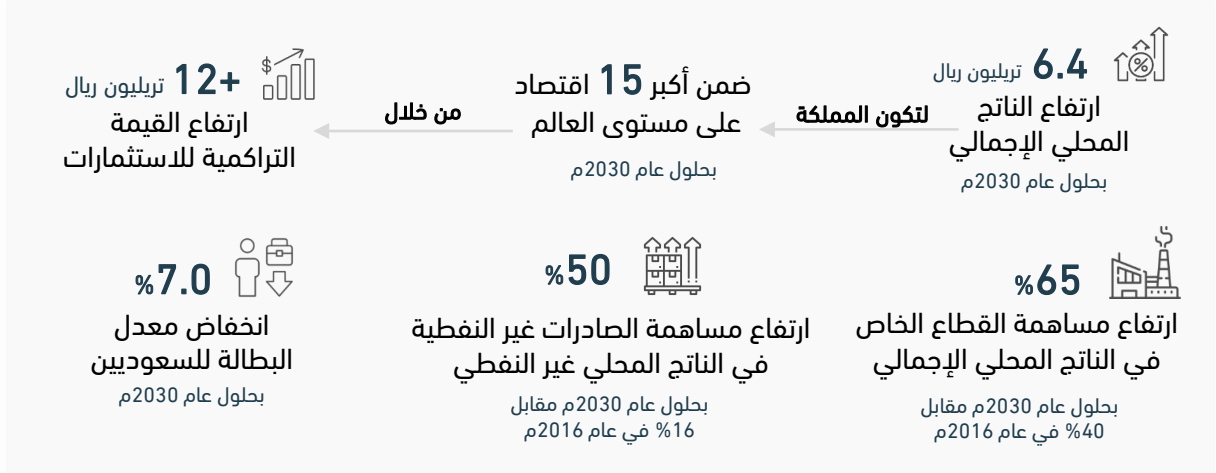 6.4 تريليون ريال
ارتفاع الناتج
المحلي الإجمالي
بحلول عام 2030م
لتكون المملكة
ضمن أكبر 15 اقتصاد
على مستوى العالم
بحلول عام 2030م
من خلال
$
%
+12 تريليون ريال
ارتفاع القيمة
التراكمية للاستثمارات
%65
ارتفاع مساهمة القطاع الخاص
في الناتج المحلي الإجمالي
بحلول عام 2030م مقابل
%40 في عام 2016م
%50
ارتفاع مساهمة الصادرات غير النفطية
في الناتج المحلي غير النفطي
بحلول عام 2030م مقابل
%16 في عام 2016م
%7.0
انخفاض معدل
البطالة للسعوديين
بحلول عام 2030م